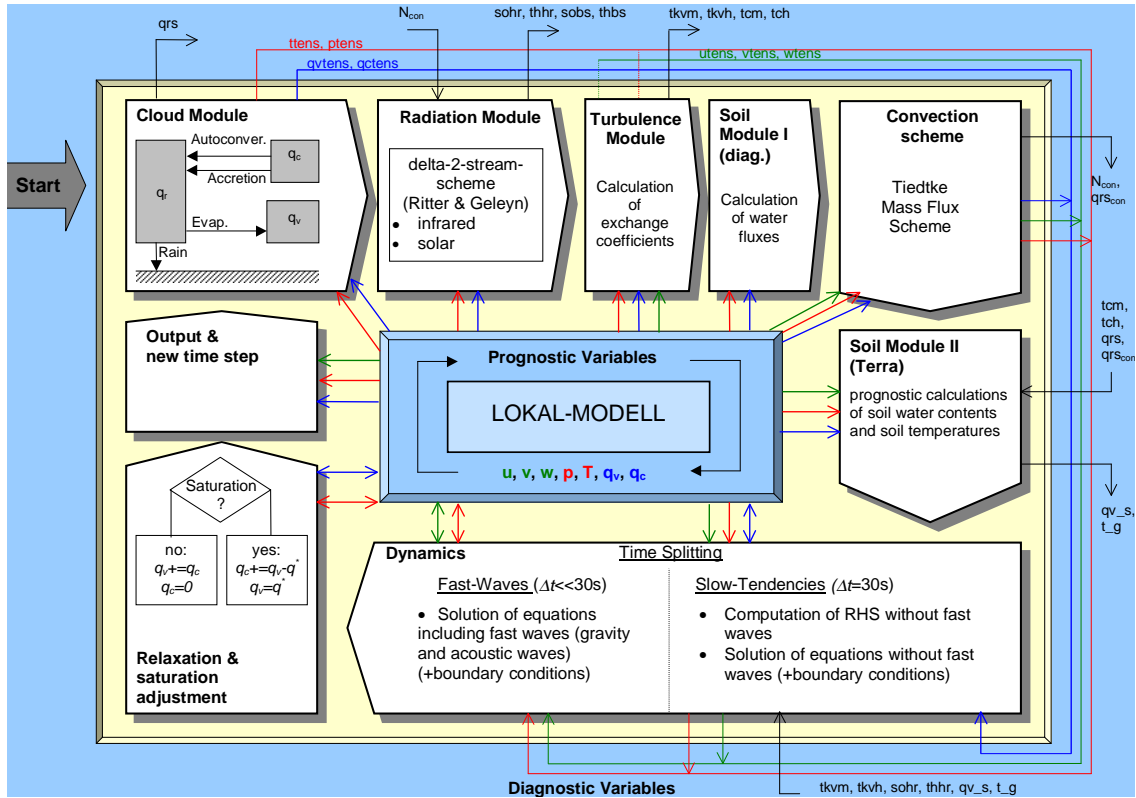 qrs
N_con
sohr, thhr, sobs, thbs
tkvm, tkvh, tcm, tch
ttens, ptens
utens, vtens, wtens
qvtens, qctens
Start
Cloud Module
Autoconver.
q_c
Accretion
q_r
Evap.
q_v
Rain
Radiation Module
delta-2-stream-
scheme
(Ritter & Geleyn)
• infrared
• solar
Turbulence
Module
Calculation
of
exchange
coefficients
Soil
Module I
(diag.)
Calculation
of water
fluxes
Convection
scheme
Tiedtke
Mass Flux
Scheme
N_con,
qrs_con
Output &
new time step
Prognostic Variables
LOKAL-MODELL
u, v, w, p, T, q_v, q_c
Soil Module II
(Terra)
prognostic calculations
of soil water contents
and soil temperatures
tcm,
tch,
qrs,
qrs_con
qv_s,
t_g
Saturation
?
no:
q_v+=q_c
q_c=0
yes:
q_c+=q_v-q*
q_v=q*
Relaxation &
saturation
adjustment
Dynamics
Time Splitting
Fast-Waves (Δt<<30s)
• Solution of equations
including fast waves (gravity
and acoustic waves)
(+boundary conditions)
Slow-Tendencies (Δt=30s)
• Computation of RHS without fast
waves
• Solution of equations without fast
waves (+boundary conditions)
Diagnostic Variables
tkvm, tkvh, sohr, thhr, qv_s, t_g